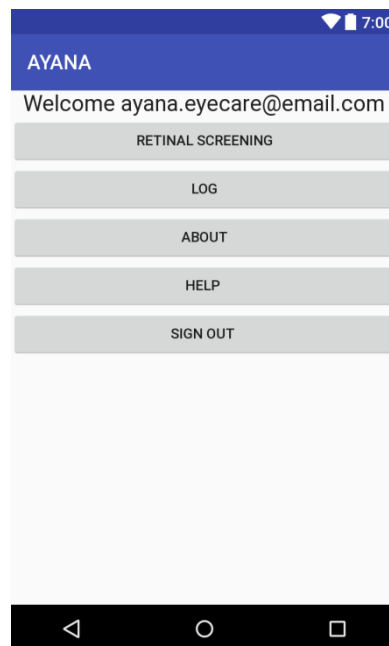 7:00
AYANA
Welcome ayana.eyecare@email.com
RETINAL SCREENING
LOG
ABOUT
HELP
SIGN OUT